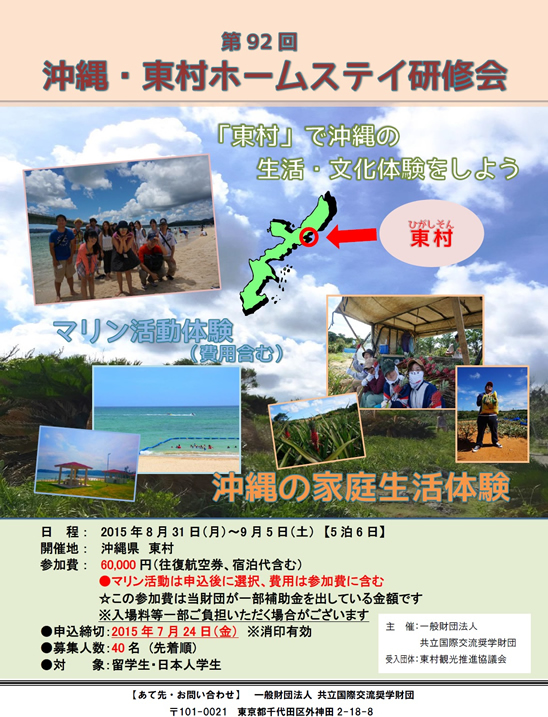 第92回
沖縄・東村ホームステイ研修会
「東村」で沖縄の
生活・文化体験をしよう
ひがしそん
東村
マリン活動体験
（費用含む）
沖縄の家庭生活体験
日　程： 2015年8月31日（月）～9月5日（土）【5泊6日】
開催地： 沖縄県 東村
参加費： 60,000円（往復航空券、宿泊代含む）
●マリン活動は申込後に選択、費用は参加費に含む
☆この参加費は当財団が一部補助金を出している金額です
※入場料等一部ご負担いただく場合がございます
●申込締切：2015年7月24日（金） ※消印有効
●募集人数：40名（先着順）
●対　　象：留学生・日本人学生
主　催：一般財団法人
共立国際交流奨学財団
受入団体：東村観光推進協議会
【あて先・お問い合わせ】 一般財団法人 共立国際交流奨学財団
〒101-0021 東京都千代田区外神田2-18-8